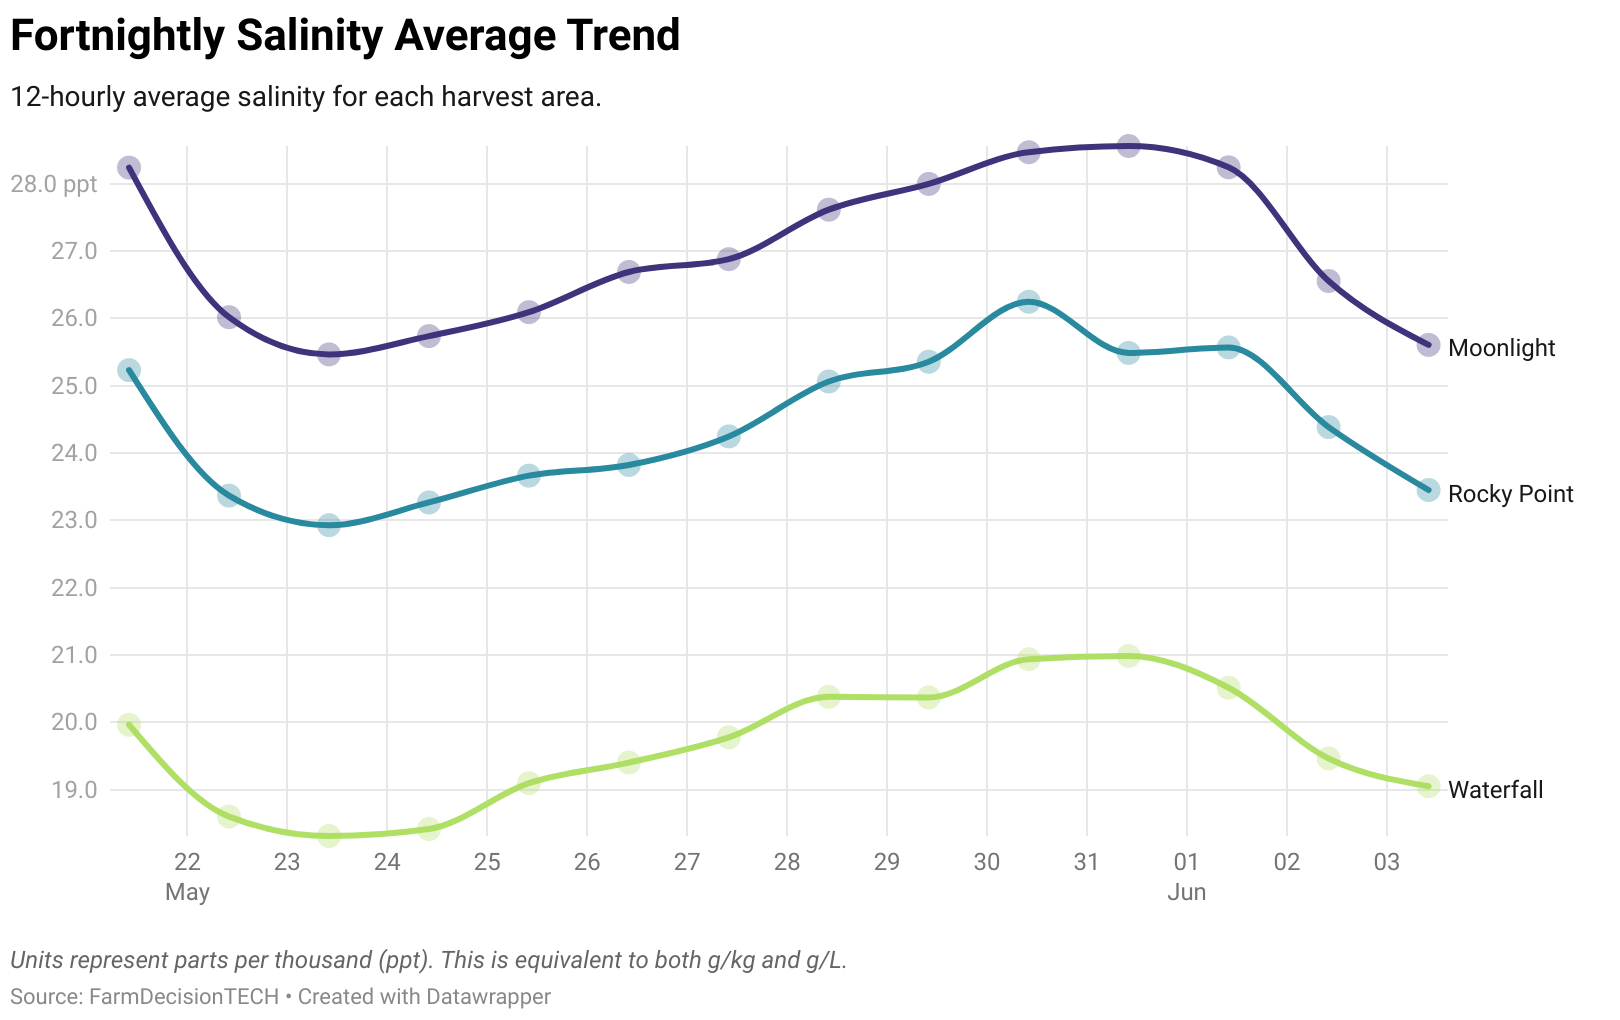 Fortnightly Salinity Average Trend
12-hourly average salinity for each harvest area.
28.0 ppt
27.0
26.0
25.0
24.0
23.0
22.0
21.0
20.0
19.0
Moonlight
Rocky Point
Waterfall
22 23 24 25 26 27 28 29 30 31 01 02 03
May Jun
Units represent parts per thousand (ppt). This is equivalent to both g/kg and g/L.
Source: FarmDecisionTECH • Created with Datawrapper